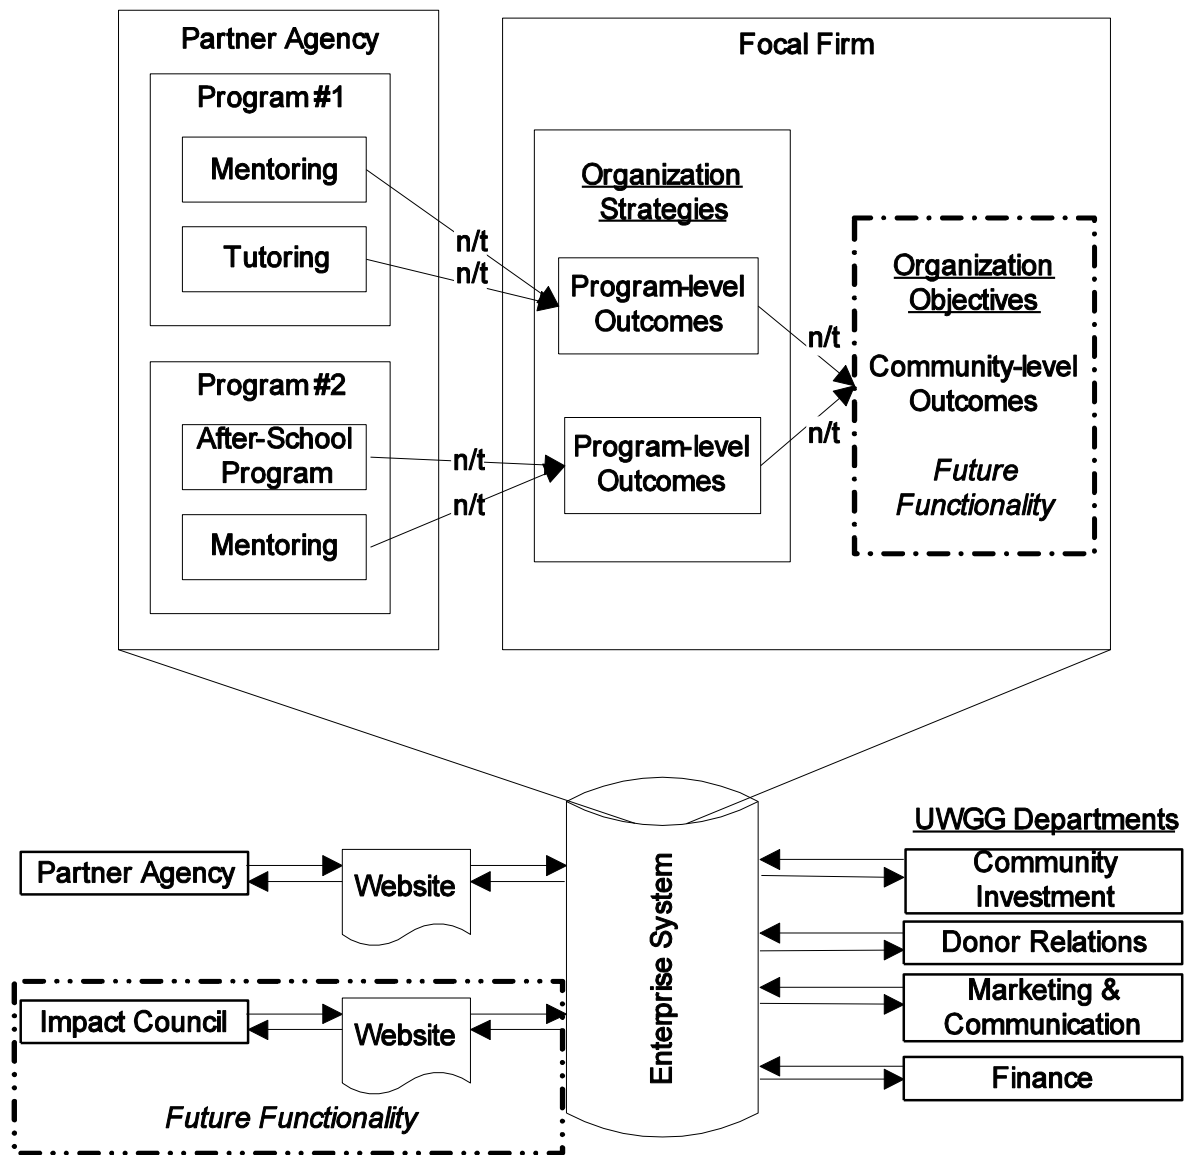 Partner Agency
Focal Firm
Program #1
Mentoring
Tutoring
Program #2
After-School
Program
Mentoring
n/t
n/t
n/t
n/t
Organization
Strategies
Program-level
Outcomes
Program-level
Outcomes
n/t
n/t
Organization
Objectives
Community-level
Outcomes
Future
Functionality
Partner Agency
Website
Impact Council
Website
Future Functionality
Enterprise System
UWGG Departments
Community
Investment
Donor Relations
Marketing &
Communication
Finance